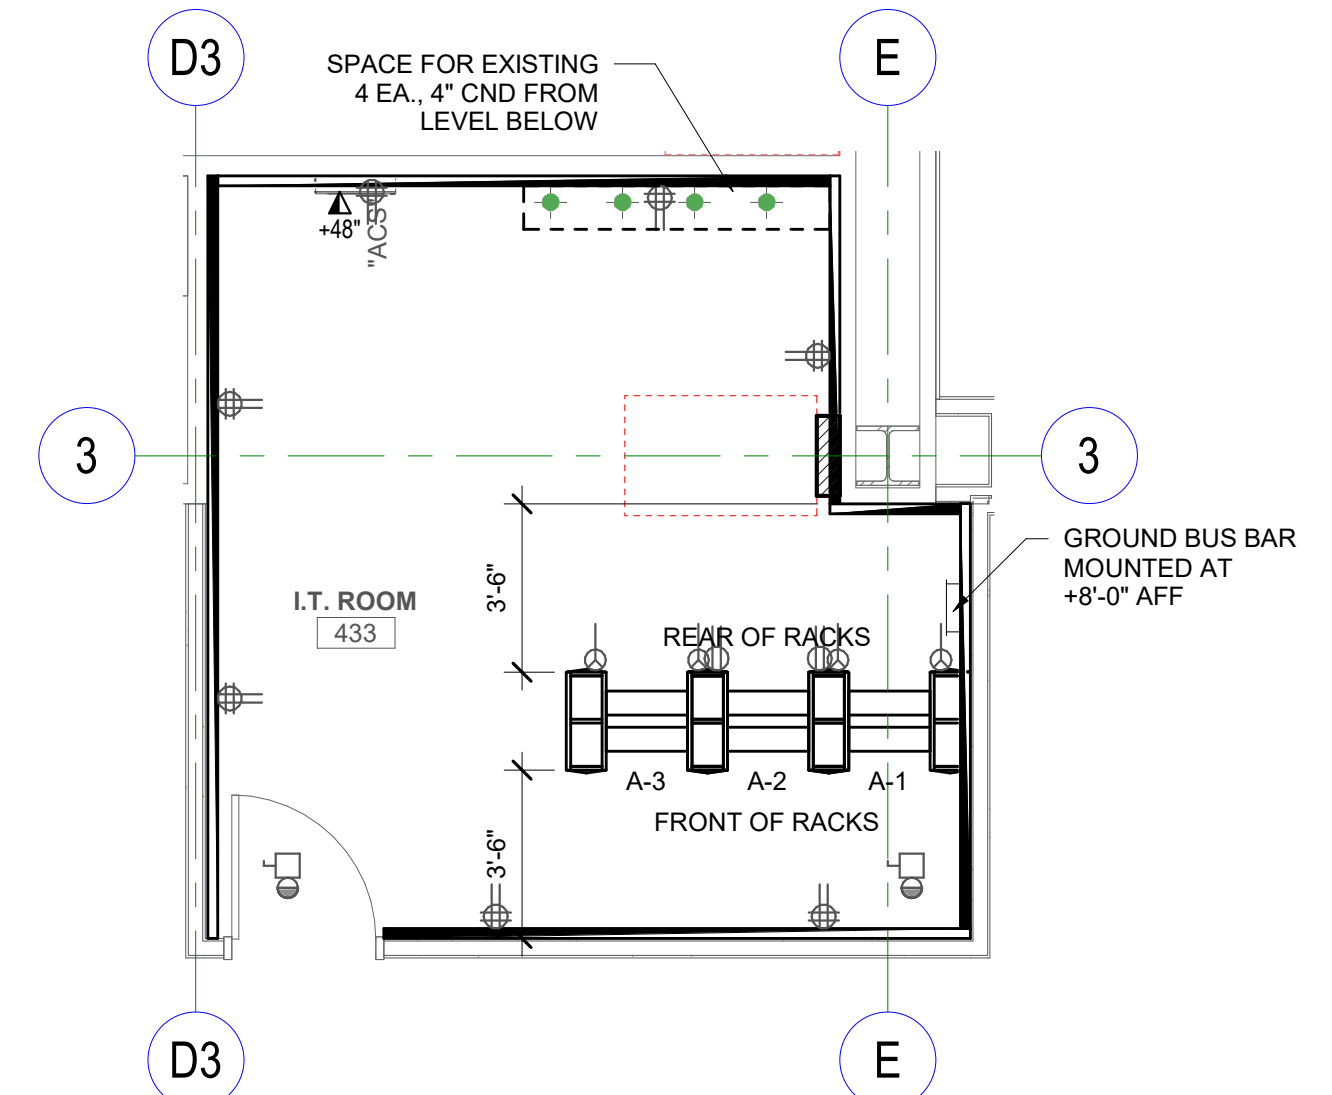 D3
E
SPACE FOR EXISTING
4 EA., 4" CND FROM
LEVEL BELOW
+48"
"ACS"
3
3
GROUND BUS BAR
MOUNTED AT
+8'-0" AFF
3'-6"
I.T. ROOM
433
REAR OF RACKS
A-3
A-2
A-1
FRONT OF RACKS
3'-6"
D3
E